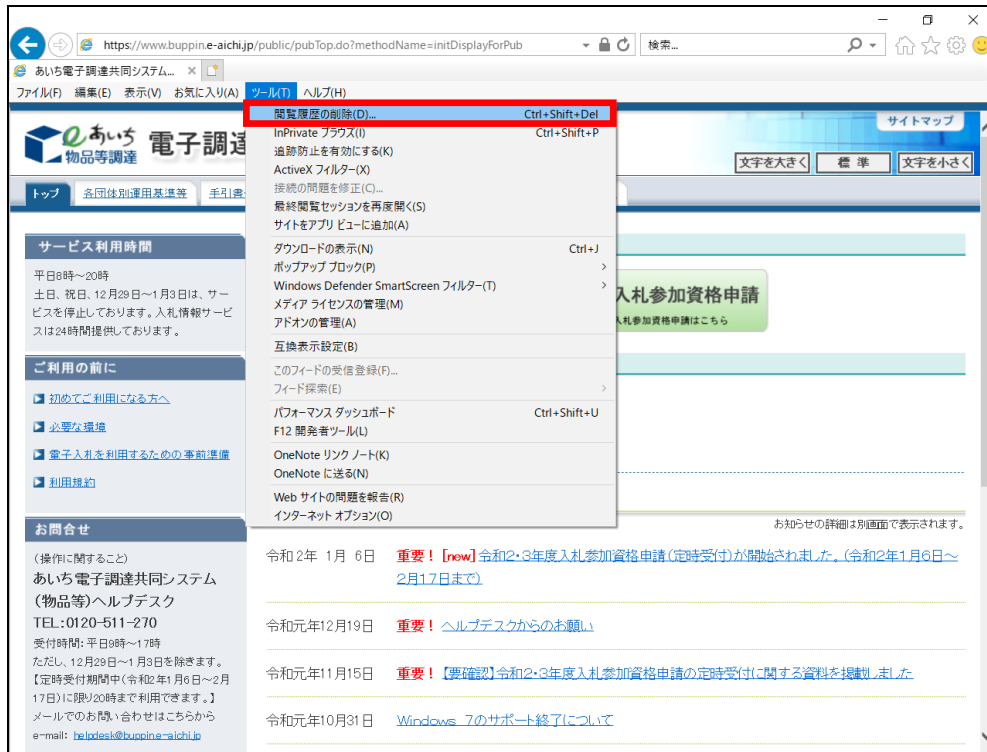 https://www.buppin.e-aichi.jp/public/pubTop.do?methodName=initDisplayForPub
検索...
あいち電子調達共同システム...
ファイル(F) 編集(E) 表示(V) お気に入り(A) ツール(T) ヘルプ(H)
閲覧履歴の削除(D)... Ctrl+Shift+Del
InPrivate ブラウズ(I) Ctrl+Shift+P
追跡防止を有効にする(K)
ActiveX フィルター(X)
接続の問題を修正(C)...
最終閲覧セッションを再度開く(S)
サイトをアプリ ビューに追加(A)
ダウンロードの表示(N) Ctrl+J
ポップアップ ブロック(P)
Windows Defender SmartScreen フィルター(T)
メディア ライセンスの管理(M)
アドオンの管理(A)
互換表示設定(B)
このフィードの受信登録(F)...
フィード探索(E)
パフォーマンス ダッシュボード Ctrl+Shift+U
F12 開発者ツール(L)
OneNote リンク ノート(K)
OneNote に送る(N)
Web サイトの問題を報告(R)
インターネット オプション(O)
あいち
物品等調達
電子調達
サイトマップ
文字を大きく 標準 文字を小さく
トップ 各団体別運用基準等 手引書
サービス利用時間
平日8時～20時
土日、祝日、12月29日～1月3日は、サー
ビスを停止しております。入札情報サービ
スは24時間提供しております。
入札参加資格申請
入札参加資格申請はこちら
ご利用の前に
初めてご利用になる方へ
必要な環境
電子入札を利用するための事前準備
利用規約
お問合せ
(操作に関すること)
あいち電子調達共同システム
(物品等)ヘルプデスク
TEL:0120-511-270
受付時間:平日9時～17時
ただし、12月29日～1月3日を除きます。
【定時受付期間中(令和2年1月6日～2月
17日)に限り20時まで利用できます。】
メールでのお問い合わせはこちらから
e-mail: helpdesk@buppin.e-aichi.jp
お知らせの詳細は別画面で表示されます。
令和2年 1月 6日 重要！ [new] 令和2・3年度入札参加資格申請(定時受付)が開始されました。(令和2年1月6日～
2月17日まで)
令和元年12月19日 重要！ ヘルプデスクからのお願い
令和元年11月15日 重要！ 【要確認】令和2・3年度入札参加資格申請の定時受付に関する資料を掲載しました
令和元年10月31日 Windows 7のサポート終了について